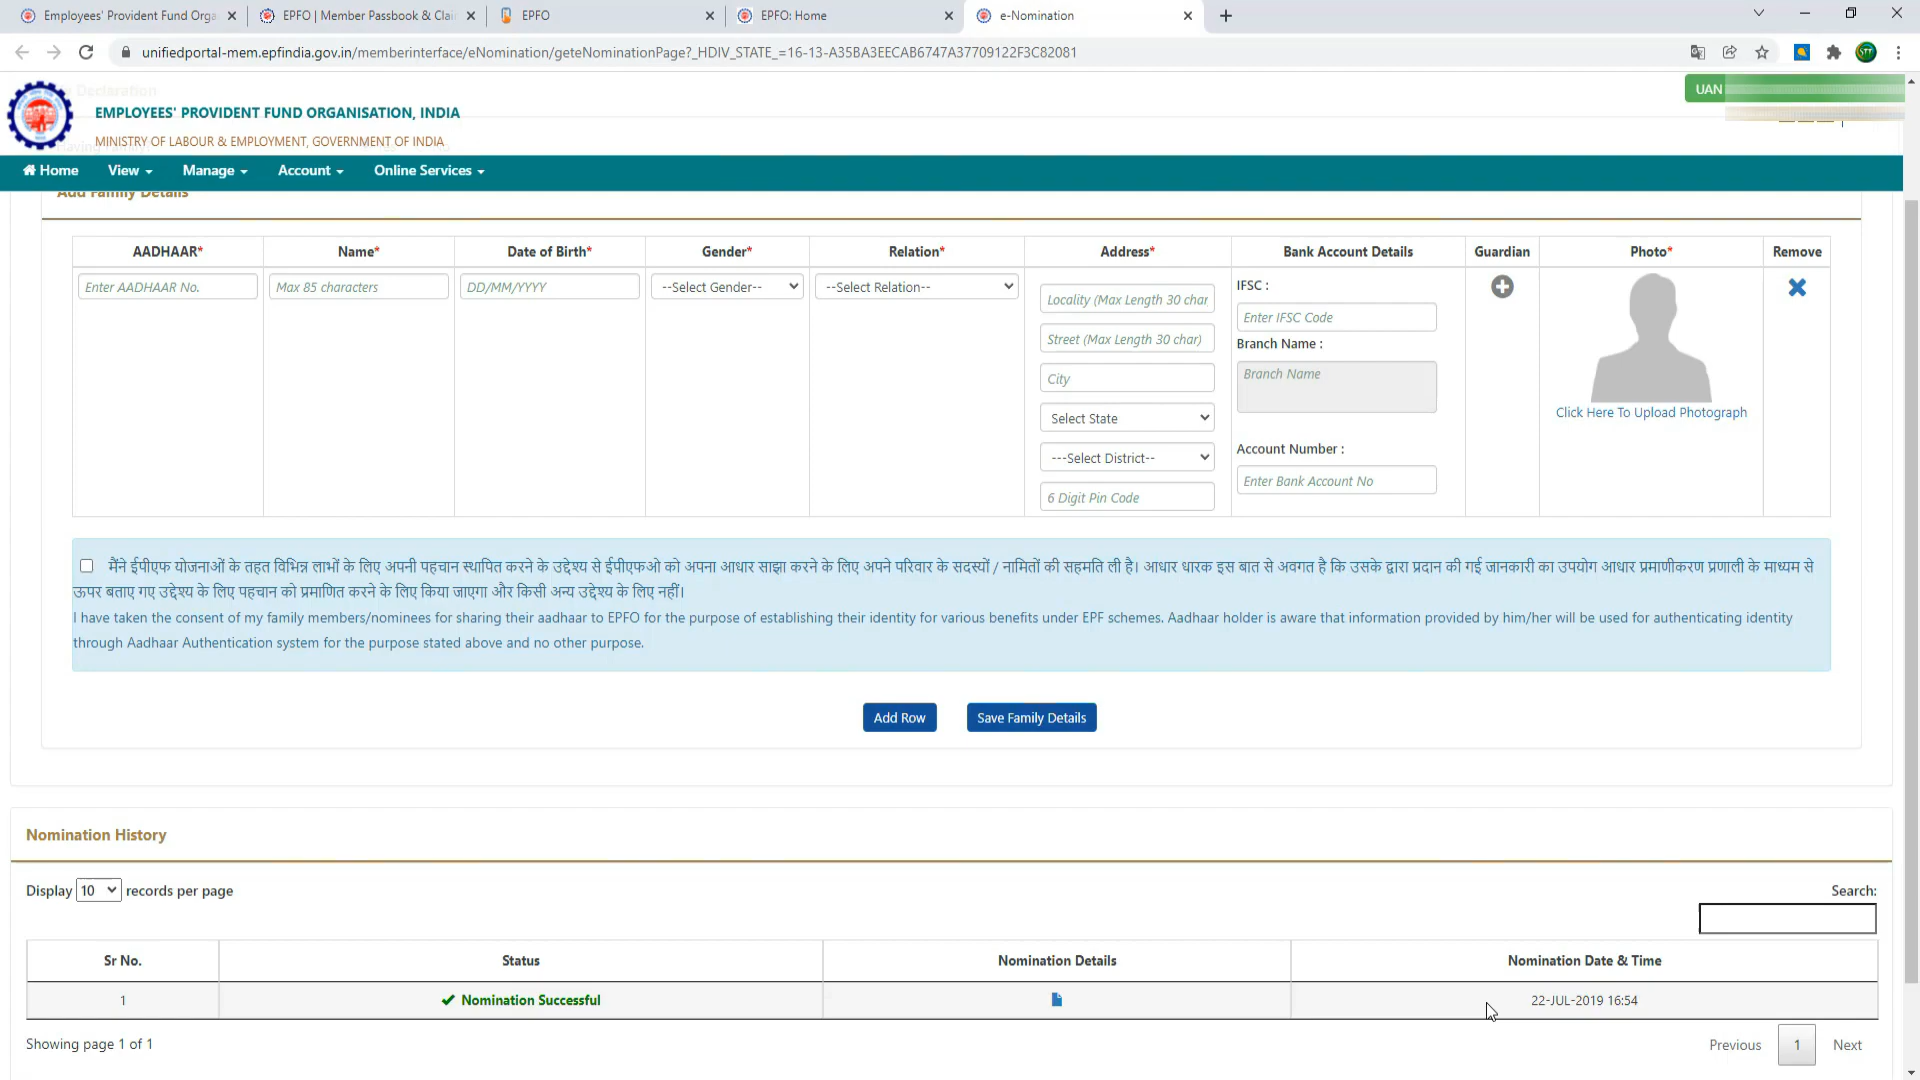 Employees' Provident Fund Orga
EPFO | Member Passbook & Clai
EPFO
EPFO: Home
e-Nomination
unifiedportal-mem.epfindia.gov.in/memberinterface/eNomination/geteNominationPage?_HDIV_STATE_=16-13-A35BA3EECAB6747A37709122F3C82081
Declaration
EMPLOYEES' PROVIDENT FUND ORGANISATION, INDIA
MINISTRY OF LABOUR & EMPLOYMENT, GOVERNMENT OF INDIA
UAN
Home View Manage Account Online Services
Add Family Details
AADHAAR* Name* Date of Birth* Gender* Relation* Address* Bank Account Details Guardian Photo* Remove
Enter AADHAAR No. Max 85 characters DD/MM/YYYY --Select Gender-- --Select Relation--
Locality (Max Length 30 char
Street (Max Length 30 char)
City
Select State
---Select District--
6 Digit Pin Code
IFSC :
Enter IFSC Code
Branch Name :
Branch Name
Account Number :
Enter Bank Account No
Click Here To Upload Photograph
मैंने ईपीएफ योजनाओं के तहत विभिन्न लाभों के लिए अपनी पहचान स्थापित करने के उद्देश्य से ईपीएफओ को अपना आधार साझा करने के लिए अपने परिवार के सदस्यों / नामितों की सहमति ली है। आधार धारक इस बात से अवगत है कि उसके द्वारा प्रदान की गई जानकारी का उपयोग आधार प्रमाणीकरण प्रणाली के माध्यम से
ऊपर बताए गए उद्देश्य के लिए पहचान को प्रमाणित करने के लिए किया जाएगा और किसी अन्य उद्देश्य के लिए नहीं।
I have taken the consent of my family members/nominees for sharing their aadhaar to EPFO for the purpose of establishing their identity for various benefits under EPF schemes. Aadhaar holder is aware that information provided by him/her will be used for authenticating identity
through Aadhaar Authentication system for the purpose stated above and no other purpose.
Add Row Save Family Details
Nomination History
Display 10 records per page
Search:
Sr No. Status Nomination Details Nomination Date & Time
1 Nomination Successful 22-JUL-2019 16:54
Showing page 1 of 1
Previous 1 Next